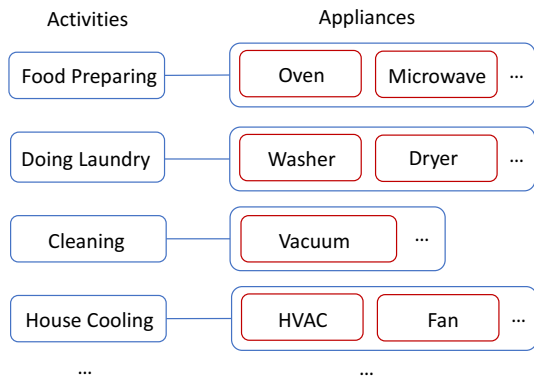 Activities Appliances
Food Preparing Oven Microwave ...
Doing Laundry Washer Dryer ...
Cleaning Vacuum ...
House Cooling HVAC Fan ...
... ...